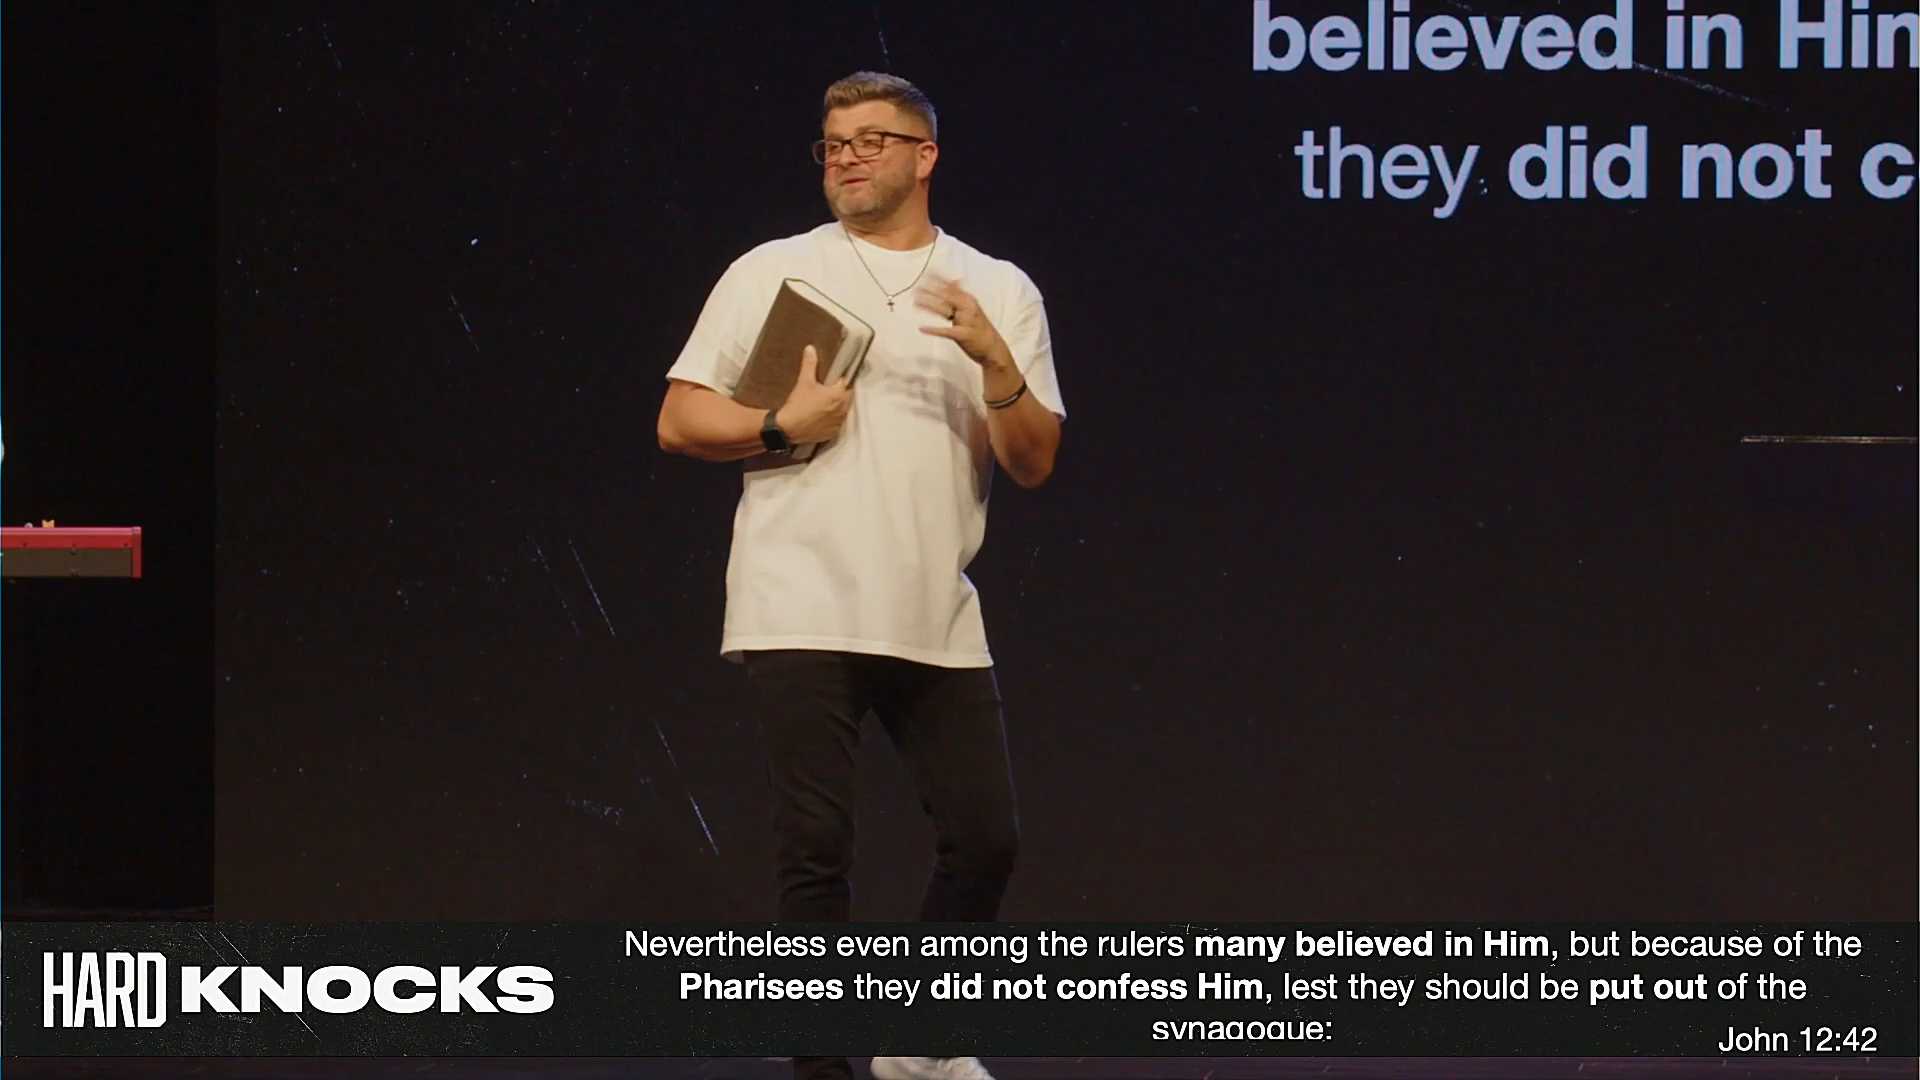 believed in Him
they did not c
HARD KNOCKS
Nevertheless even among the rulers many believed in Him, but because of the
Pharisees they did not confess Him, lest they should be put out of the
synagogue:
John 12:42